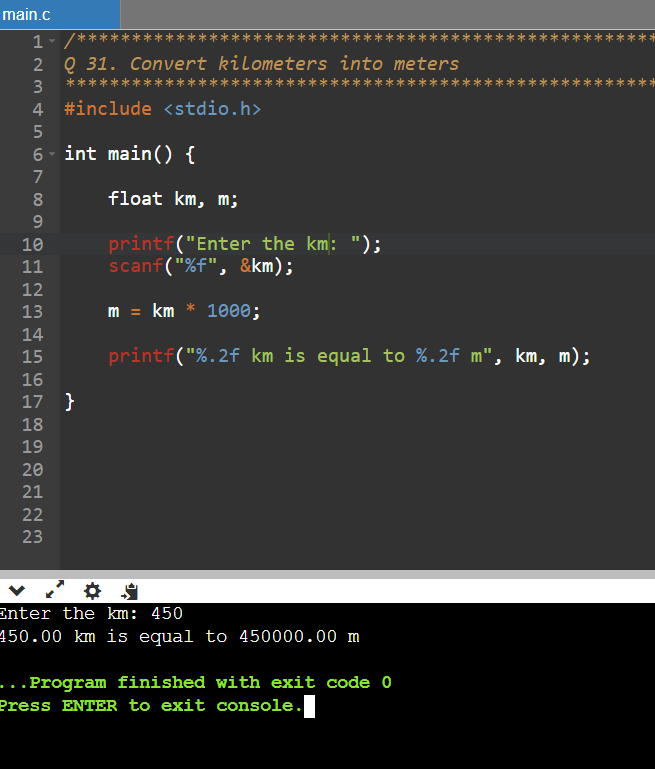 main.c
1 /*****************************************************
2 Q 31. Convert kilometers into meters
3 ******************************************************
4 #include <stdio.h>
5
6 int main() {
7
8 float km, m;
9
10 printf("Enter the km: ");
11 scanf("%f", &km);
12
13 m = km * 1000;
14
15 printf("%.2f km is equal to %.2f m", km, m);
16
17 }
18
19
20
21
22
23
Enter the km: 450
450.00 km is equal to 450000.00 m
...Program finished with exit code 0
Press ENTER to exit console.